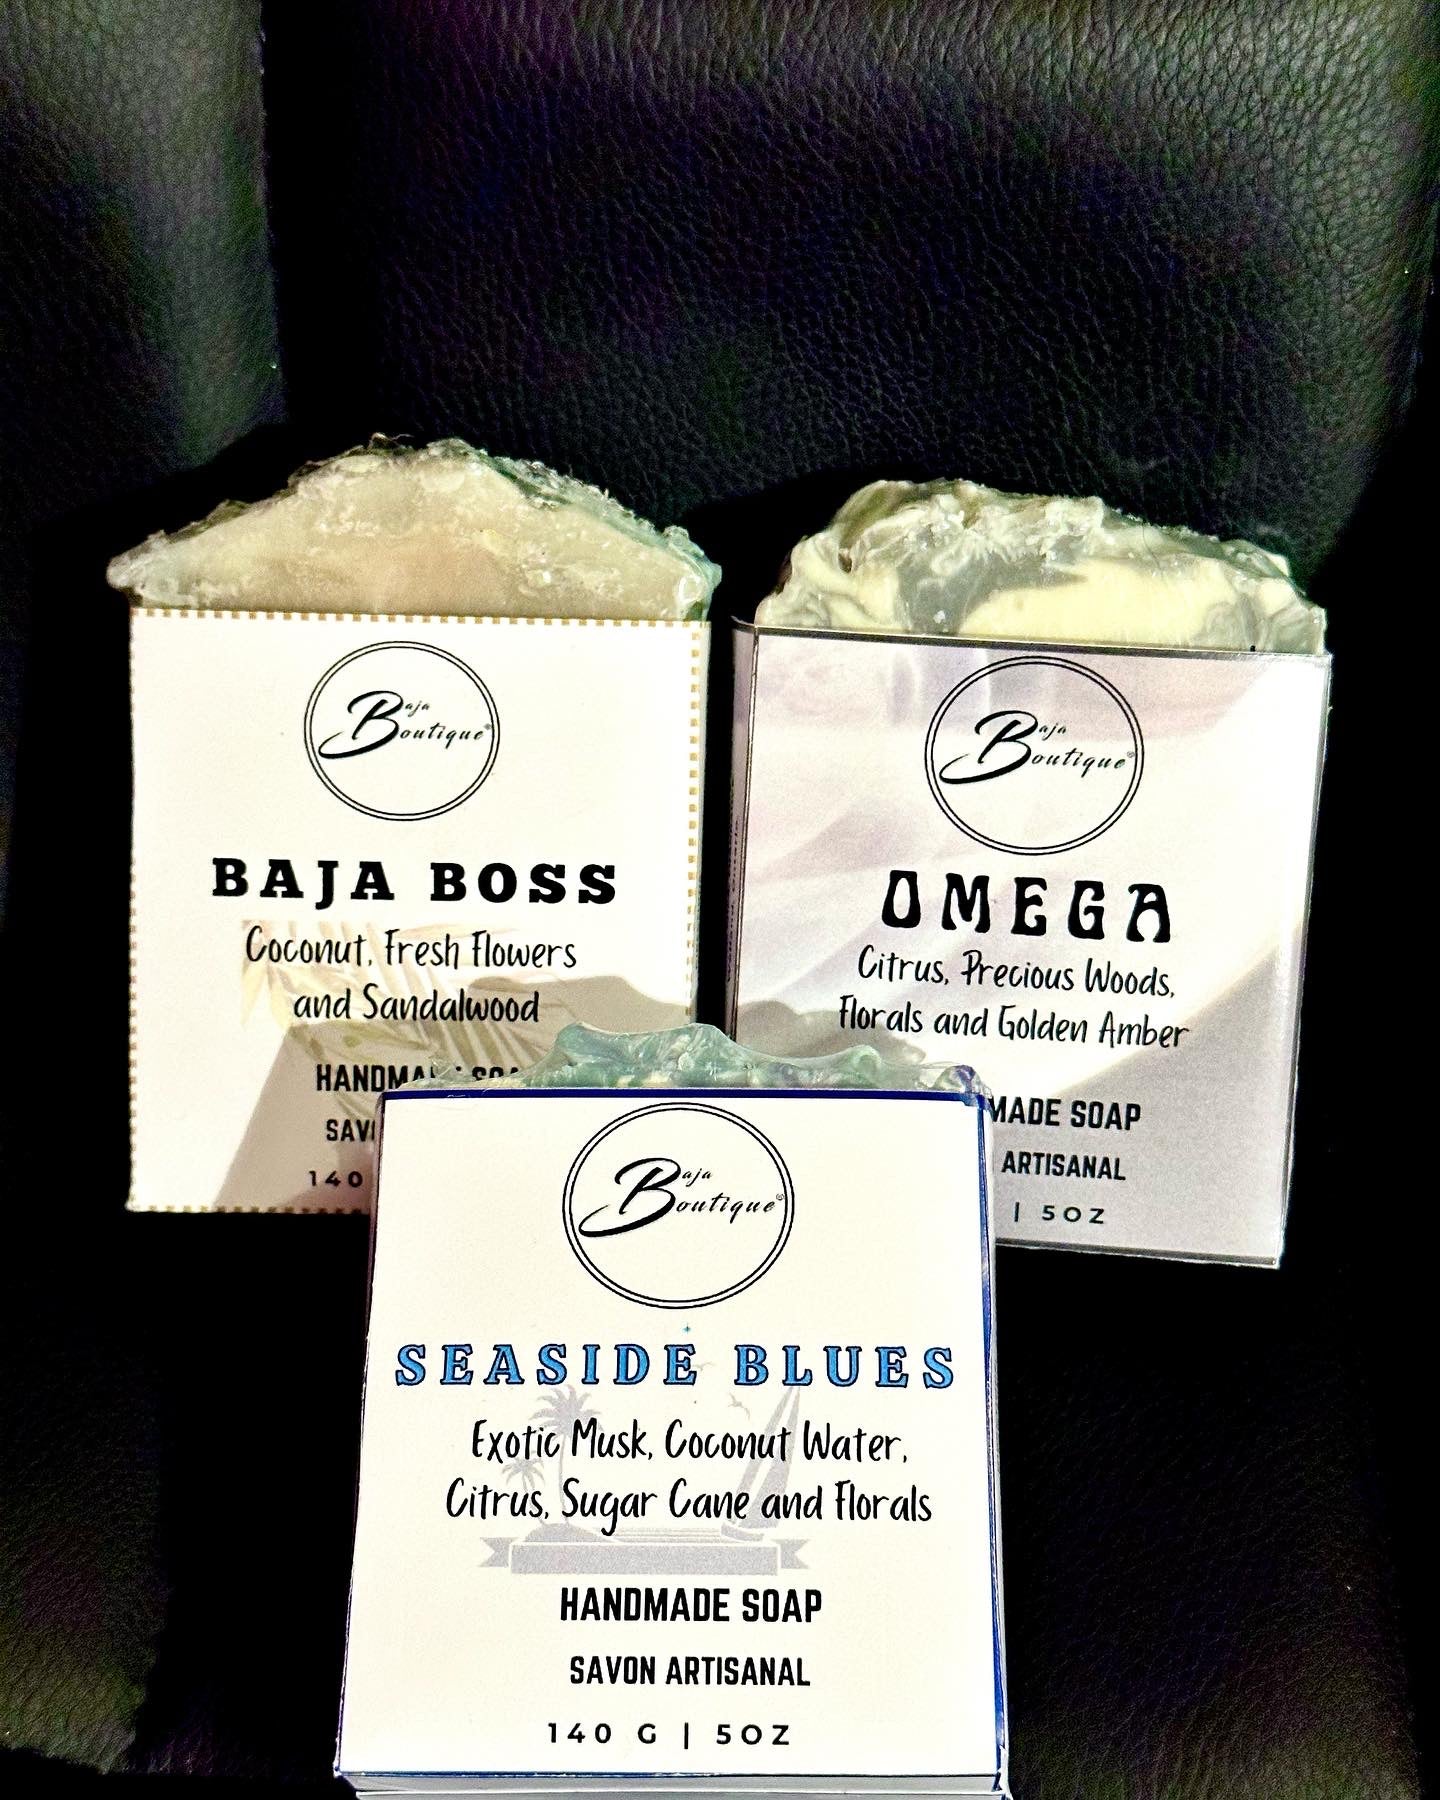 Baja
Boutique®
BAJA BOSS
Coconut, Fresh Flowers
and Sandalwood
140
Baja
Boutique®
OMEGA
Citrus, Precious Woods,
Florals and Golden Amber
MADE SOAP
ARTISANAL
| 5OZ
Baja
Boutique®
SEASIDE BLUES
Exotic Musk, Coconut Water,
Citrus, Sugar Cane and Florals
HANDMADE SOAP
SAVON ARTISANAL
140 G | 5OZ